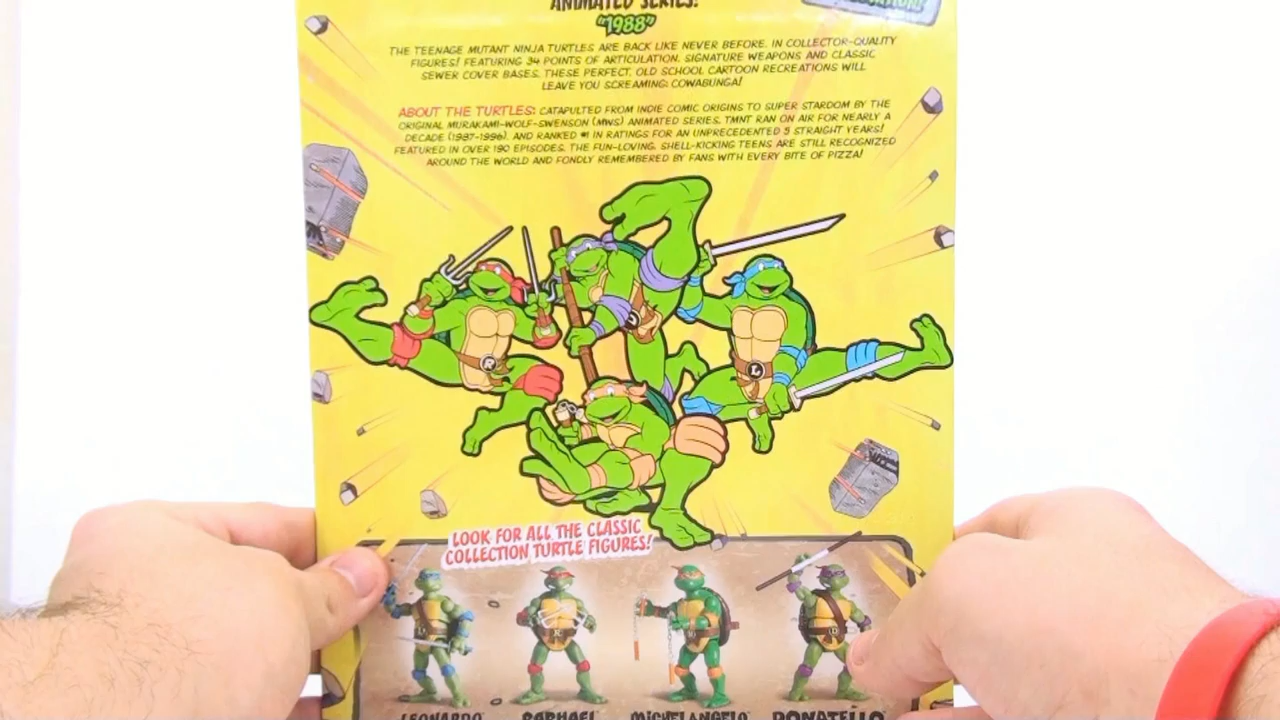 ANIMATED SERIES:
"1988"
THE TEENAGE MUTANT NINJA TURTLES ARE BACK LIKE NEVER BEFORE, IN COLLECTOR-QUALITY
FIGURES! FEATURING 34 POINTS OF ARTICULATION, SIGNATURE WEAPONS AND CLASSIC
SEWER COVER BASES, THESE PERFECT, OLD SCHOOL CARTOON RECREATIONS WILL
LEAVE YOU SCREAMING: COWABUNGA!
ABOUT THE TURTLES: CATAPULTED FROM INDIE COMIC ORIGINS TO SUPER STARDOM BY THE
ORIGINAL MURAKAMI-WOLF-SWENSON (MWS) ANIMATED SERIES, TMNT RAN ON AIR FOR NEARLY A
DECADE (1987-1996), AND RANKED #1 IN RATINGS FOR AN UNPRECEDENTED 5 STRAIGHT YEARS!
FEATURED IN OVER 190 EPISODES, THE FUN-LOVING, SHELL-KICKING TEENS ARE STILL RECOGNIZED
AROUND THE WORLD AND FONDLY REMEMBERED BY FANS WITH EVERY BITE OF PIZZA!
R
D
L
LOOK FOR ALL THE CLASSIC
COLLECTION TURTLE FIGURES!
LEONARDO RAPHAEL MICHELANGELO DONATELLO